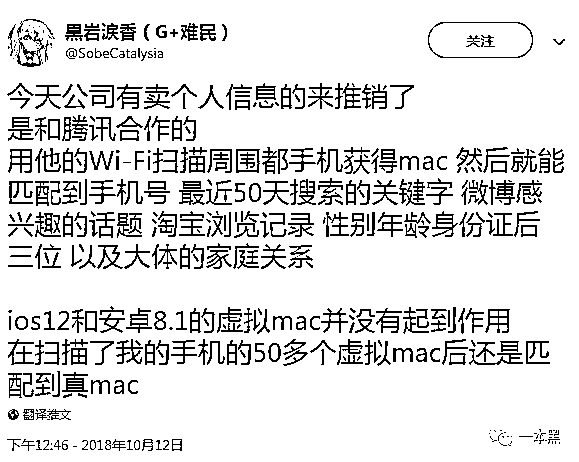 黒岩涙香（G+难民）
@SobeCatalysia
关注
今天公司有卖个人信息的来推销了
是和腾讯合作的
用他的Wi-Fi扫描周围都手机获得mac 然后就能
匹配到手机号 最近50天搜索的关键字 微博感
兴趣的话题 淘宝浏览记录 性别年龄身份证后
三位 以及大体的家庭关系
ios12和安卓8.1的虚拟mac并没有起到作用
在扫描了我的手机的50多个虚拟mac后还是匹
配到真mac
翻译推文
下午12:46 - 2018年10月12日
一本黑